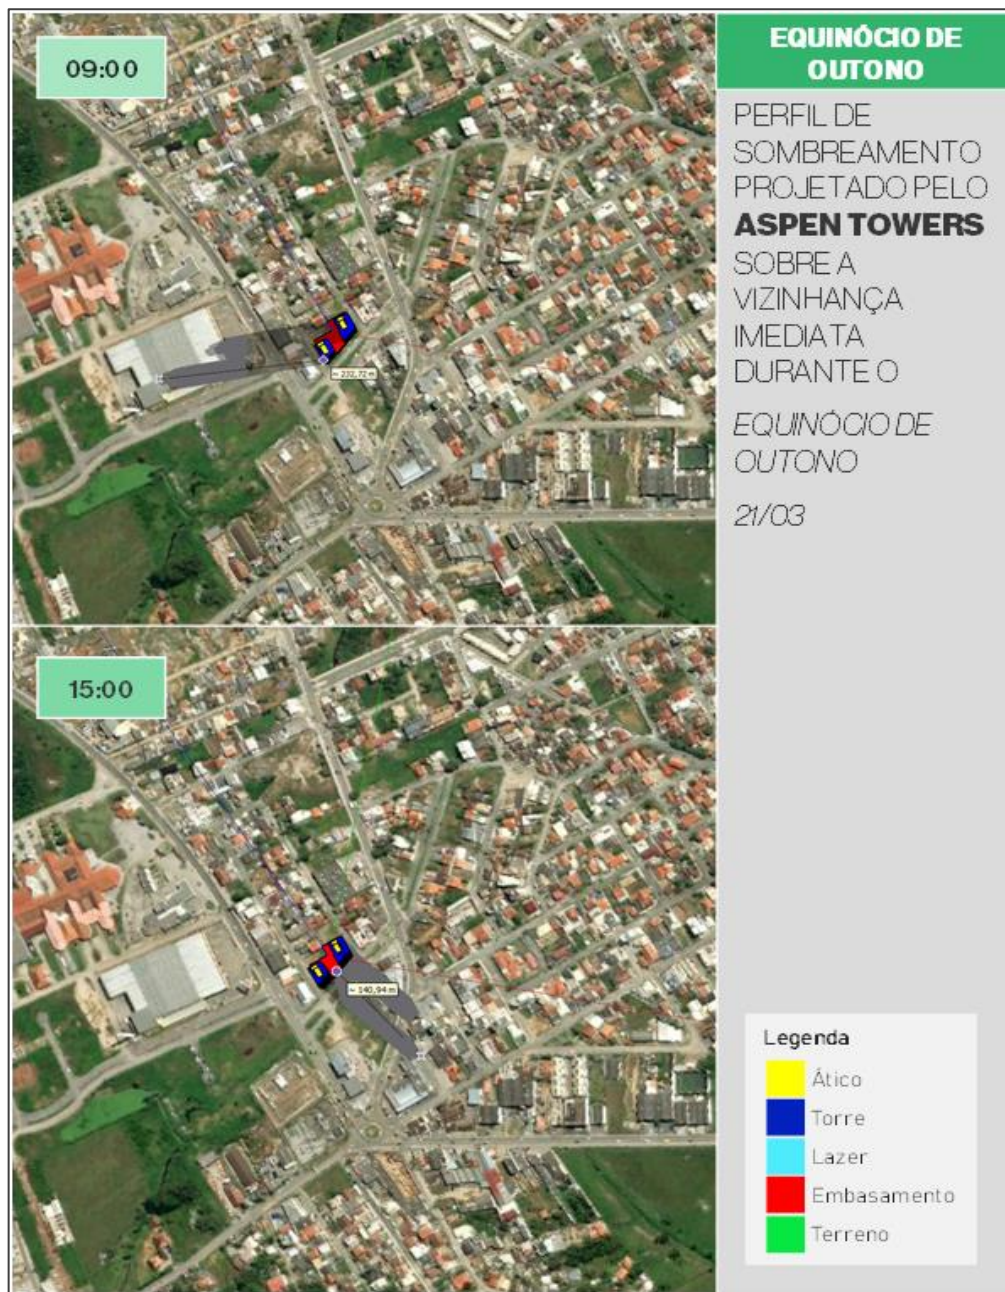 09:00
EQUINÓCIO DE
OUTONO
PERFIL DE
SOMBREAMENTO
PROJETADO PELO
ASPEN TOWERS
SOBRE A
VIZINHANÇA
IMEDIATA
DURANTE O
EQUINÓCIO DE
OUTONO
21/03
~ 232,72 m
15:00
~ 140,94 m
Legenda
Ático
Torre
Lazer
Embasamento
Terreno